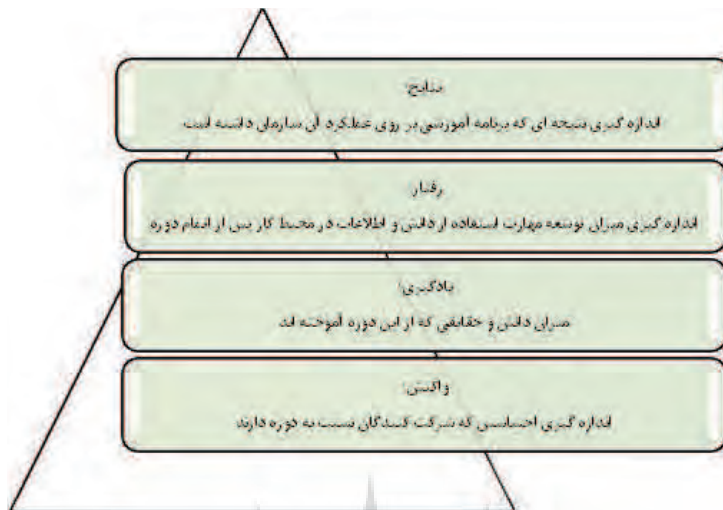 نتایج:
اندازه گیری نتیجه ای که برنامه آموزشی بر روی عملکرد آن سازمان داشته است
رفتار:
اندازه گیری میزان توسعه مهارت استفاده از دانش و اطلاعات در محیط کار پس از اتمام دوره
یادگیری:
میزان دانش و حقایقی که از این دوره آموخته اند
واکنش:
اندازه گیری احساسی که شرکت کنندگان نسبت به دوره دارند